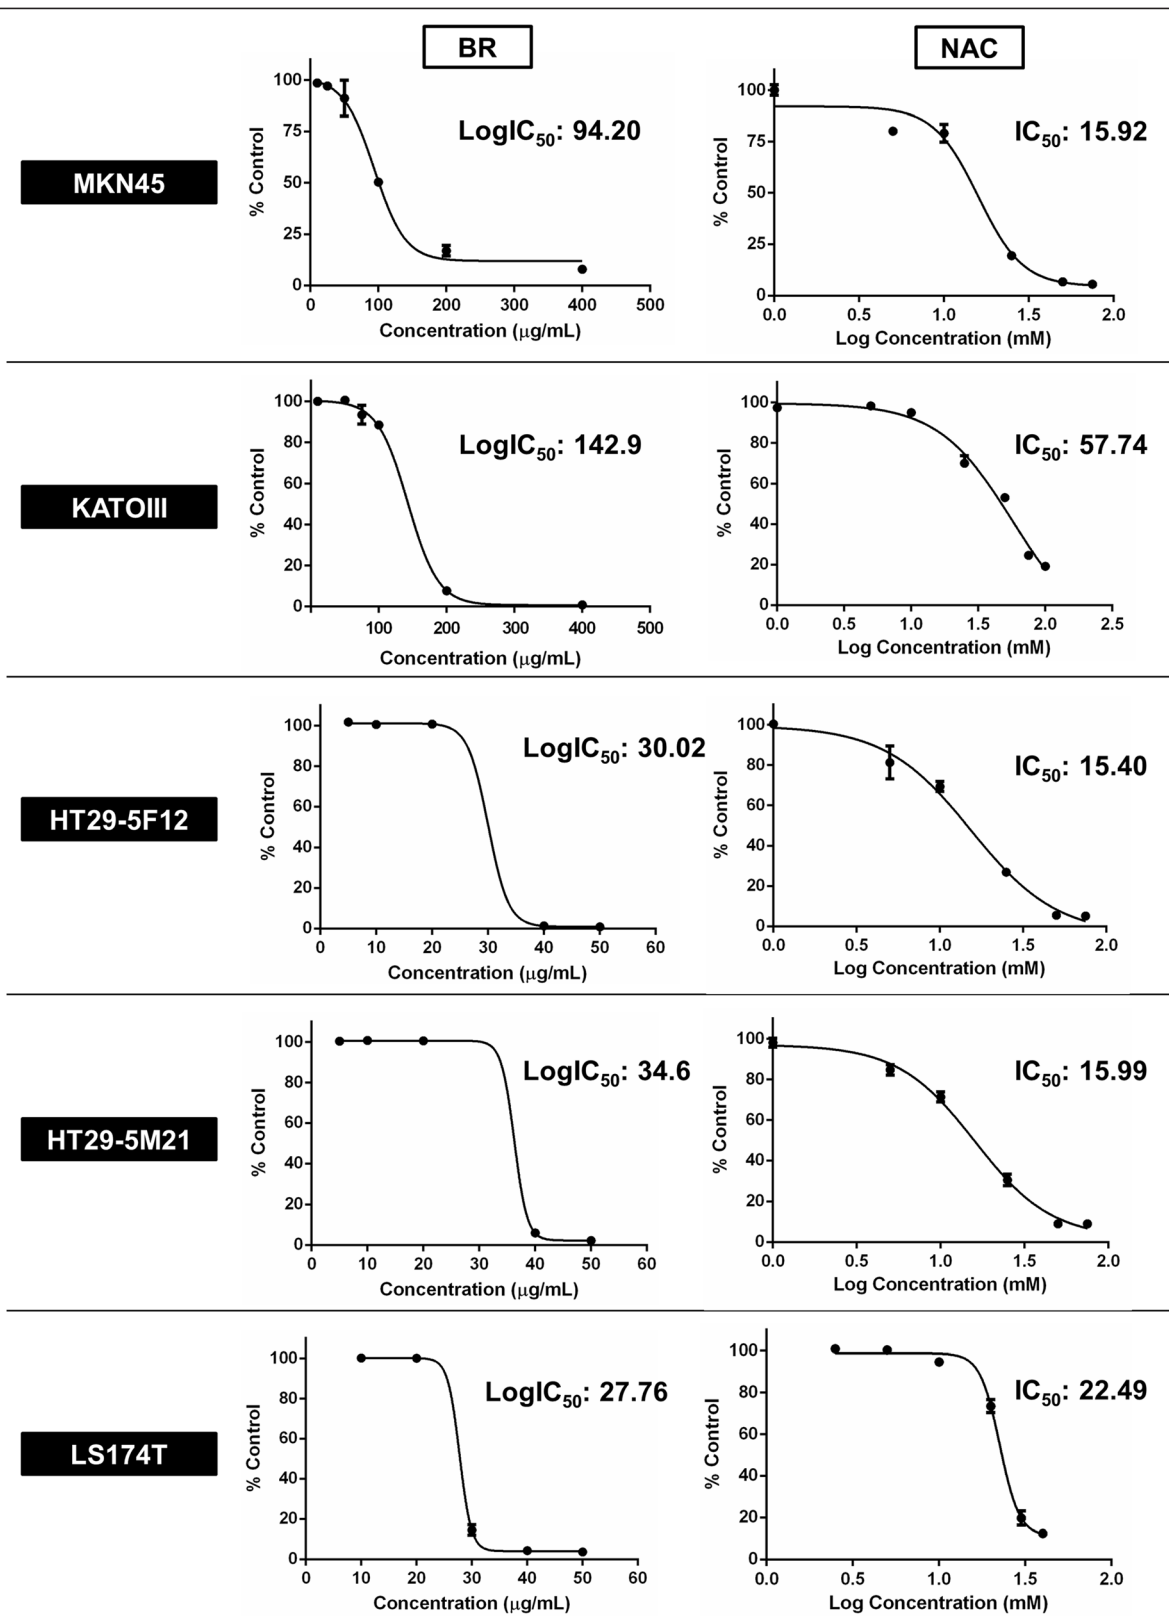 BR
NAC
MKN45
% Control
100
75
50
25
0
LogIC50: 94.20
0 100 200 300 400 500
Concentration (μg/mL)
% Control
100
75
50
25
0
IC50: 15.92
0.0 0.5 1.0 1.5 2.0
Log Concentration (mM)
KATOIII
% Control
100
80
60
40
20
0
LogIC50: 142.9
100 200 300 400 500
Concentration (μg/mL)
% Control
100
80
60
40
20
0
IC50: 57.74
0.0 0.5 1.0 1.5 2.0 2.5
Log Concentration (mM)
HT29-5F12
% Control
100
80
60
40
20
0
LogIC50: 30.02
0 10 20 30 40 50 60
Concentration (μg/mL)
% Control
100
80
60
40
20
0
IC50: 15.40
0.0 0.5 1.0 1.5 2.0
Log Concentration (mM)
HT29-5M21
% Control
100
80
60
40
20
0
LogIC50: 34.6
0 10 20 30 40 50 60
Concentration (μg/mL)
% Control
100
80
60
40
20
0
IC50: 15.99
0.0 0.5 1.0 1.5 2.0
Log Concentration (mM)
LS174T
% Control
100
80
60
40
20
0
LogIC50: 27.76
0 10 20 30 40 50 60
Concentration (μg/mL)
% Control
100
80
60
40
20
0
IC50: 22.49
0.0 0.5 1.0 1.5 2.0
Log Concentration (mM)